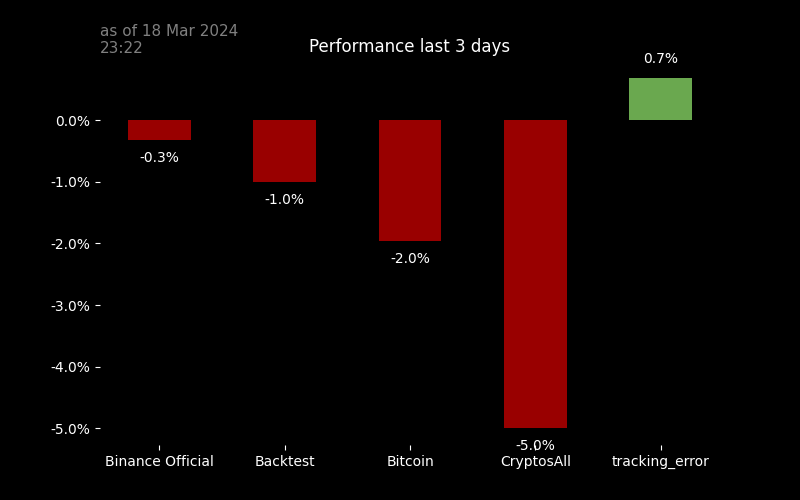 as of 18 Mar 2024
23:22
Performance last 3 days
0.7%
0.0%
-0.3%
-1.0%
-1.0%
-2.0%
-2.0%
-3.0%
-4.0%
-5.0%
-5.0%
Binance Official
Backtest
Bitcoin
CryptosAll
tracking_error